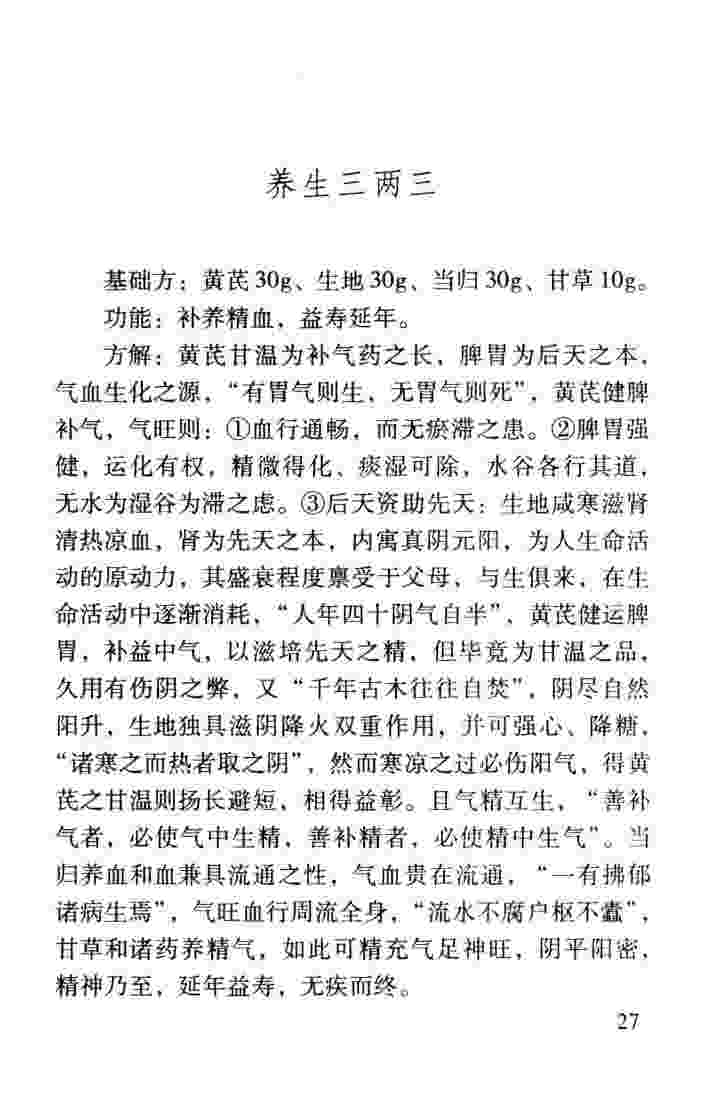 养生三两三
基础方：黄芪30g、生地30g、当归30g、甘草10g。
功能：补养精血，益寿延年。
方解：黄芪甘温为补气药之长，脾胃为后天之本，
气血生化之源，“有胃气则生，无胃气则死”，黄芪健脾
补气，气旺则：①血行通畅，而无瘀滞之患。②脾胃强
健，运化有权，精微得化、痰湿可除，水谷各行其道，
无水为湿谷为滞之虑。③后天资助先天；生地咸寒滋肾
清热凉血，肾为先天之本，内寓真阴元阳，为人生命活
动的原动力，其盛衰程度禀受于父母，与生俱来，在生
命活动中逐渐消耗，“人年四十阴气自半”，黄芪健运脾
胃，补益中气，以滋培先天之精，但毕竟为甘温之品，
久用有伤阴之弊，又“千年古木往往自焚”，阴尽自然
阳升，生地独具滋阴降火双重作用，并可强心、降糖，
“诸寒之而热者取之阴”，然而寒凉之过必伤阳气，得黄
芪之甘温则扬长避短，相得益彰。且气精互生，“善补
气者，必使气中生精，善补精者，必使精中生气”。当
归养血和血兼具流通之性，气血贵在流通，“一有拂郁
诸病生焉”，气旺血行周流全身，“流水不腐户枢不蠹”，
甘草和诸药养精气，如此可精充气足神旺，阴平阳密，
精神乃至，延年益寿，无疾而终。
27